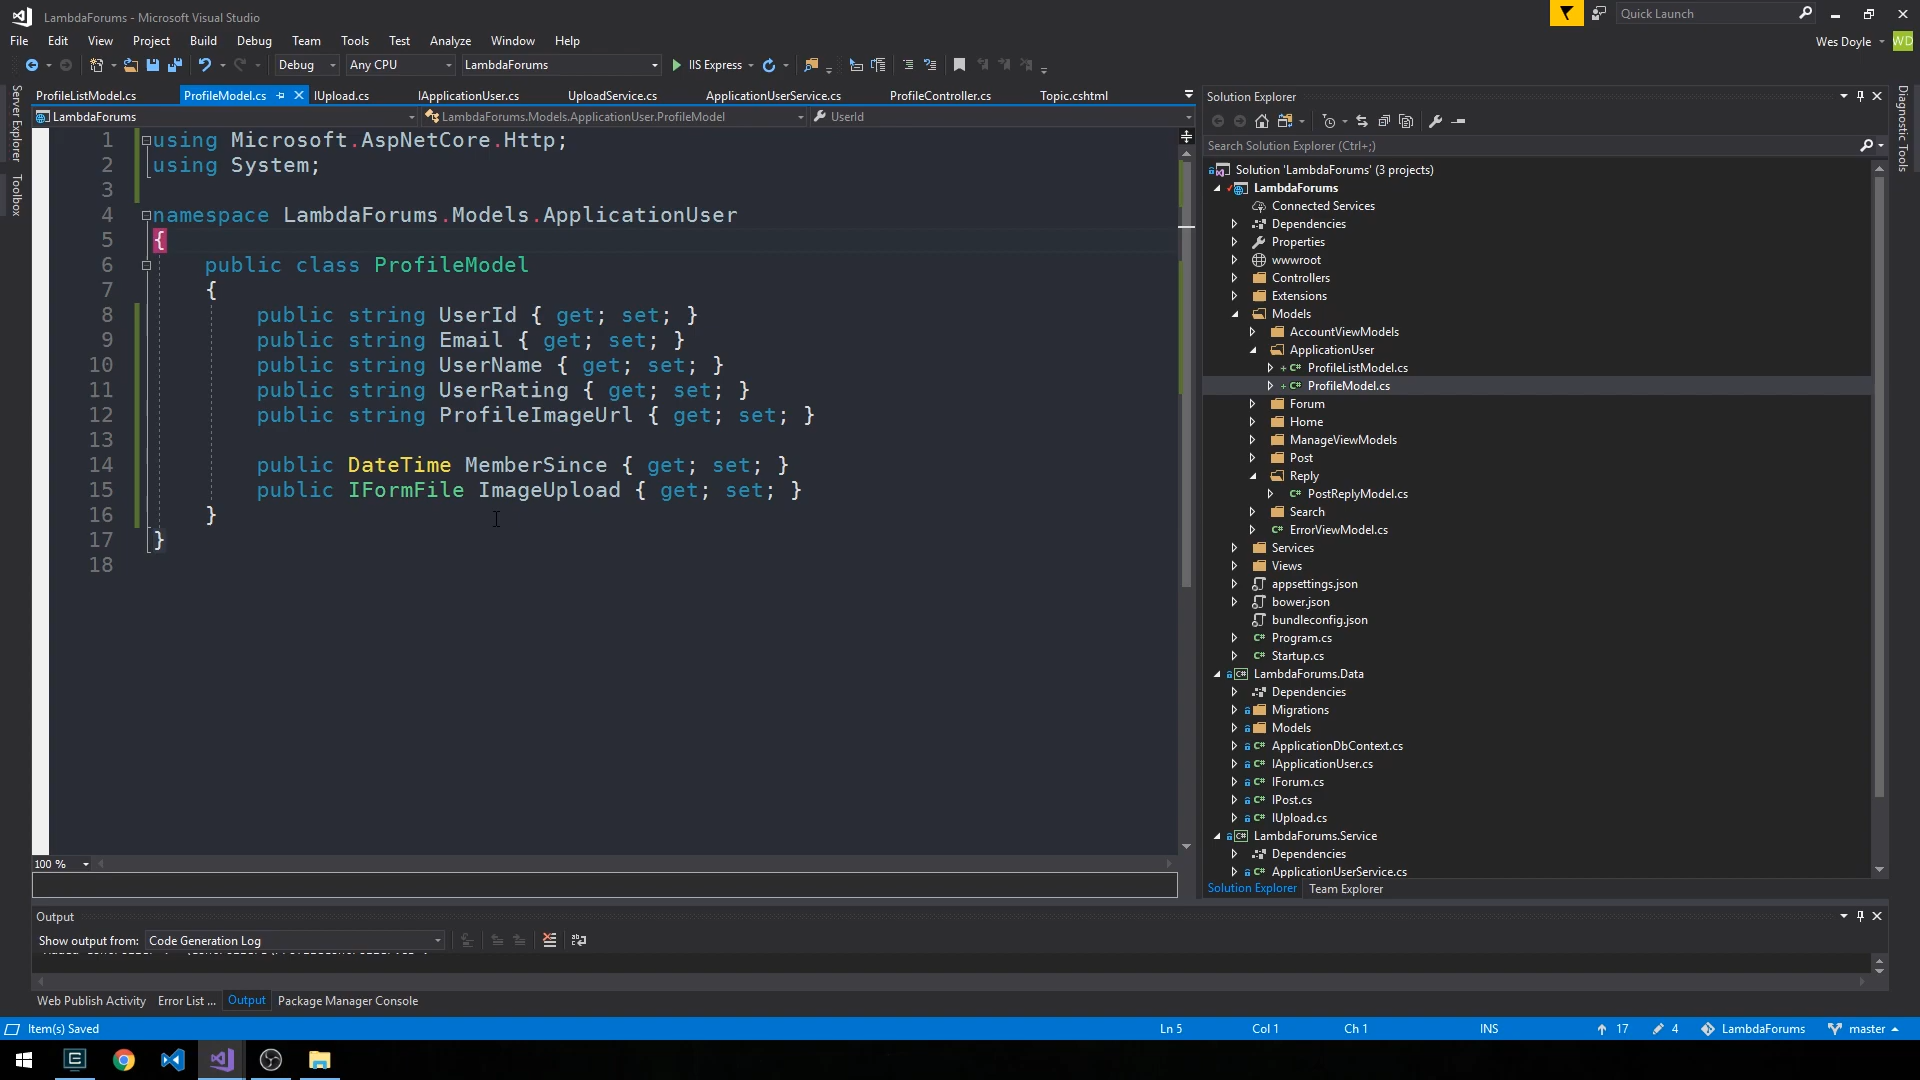 LambdaForums - Microsoft Visual Studio
Quick Launch
File Edit View Project Build Debug Team Tools Test Analyze Window Help
Wes Doyle WD
Debug Any CPU LambdaForums IIS Express
Server Explorer
Toolbox
ProfileListModel.cs ProfileModel.cs IUpload.cs IApplicationUser.cs UploadService.cs ApplicationUserService.cs ProfileController.cs Topic.cshtml
LambdaForums LambdaForums.Models.ApplicationUser.ProfileModel UserId
1 using Microsoft.AspNetCore.Http;
2 using System;
3
4 namespace LambdaForums.Models.ApplicationUser
5 {
6 public class ProfileModel
7 {
8 public string UserId { get; set; }
9 public string Email { get; set; }
10 public string UserName { get; set; }
11 public string UserRating { get; set; }
12 public string ProfileImageUrl { get; set; }
13
14 public DateTime MemberSince { get; set; }
15 public IFormFile ImageUpload { get; set; }
16 }
17 }
18
100 %
Solution Explorer
Search Solution Explorer (Ctrl+;)
Solution 'LambdaForums' (3 projects)
LambdaForums
Connected Services
Dependencies
Properties
wwwroot
Controllers
Extensions
Models
AccountViewModels
ApplicationUser
+ C# ProfileListModel.cs
+ C# ProfileModel.cs
Forum
Home
ManageViewModels
Post
Reply
C# PostReplyModel.cs
Search
C# ErrorViewModel.cs
Services
Views
appsettings.json
bower.json
bundleconfig.json
C# Program.cs
C# Startup.cs
C# LambdaForums.Data
Dependencies
Migrations
Models
C# ApplicationDbContext.cs
C# IApplicationUser.cs
C# IForum.cs
C# IPost.cs
C# IUpload.cs
C# LambdaForums.Service
Dependencies
C# ApplicationUserService.cs
Solution Explorer Team Explorer
Diagnostic Tools
Output
Show output from: Code Generation Log
Web Publish Activity Error List ... Output Package Manager Console
Item(s) Saved Ln 5 Col 1 Ch 1 INS 17 4 LambdaForums master